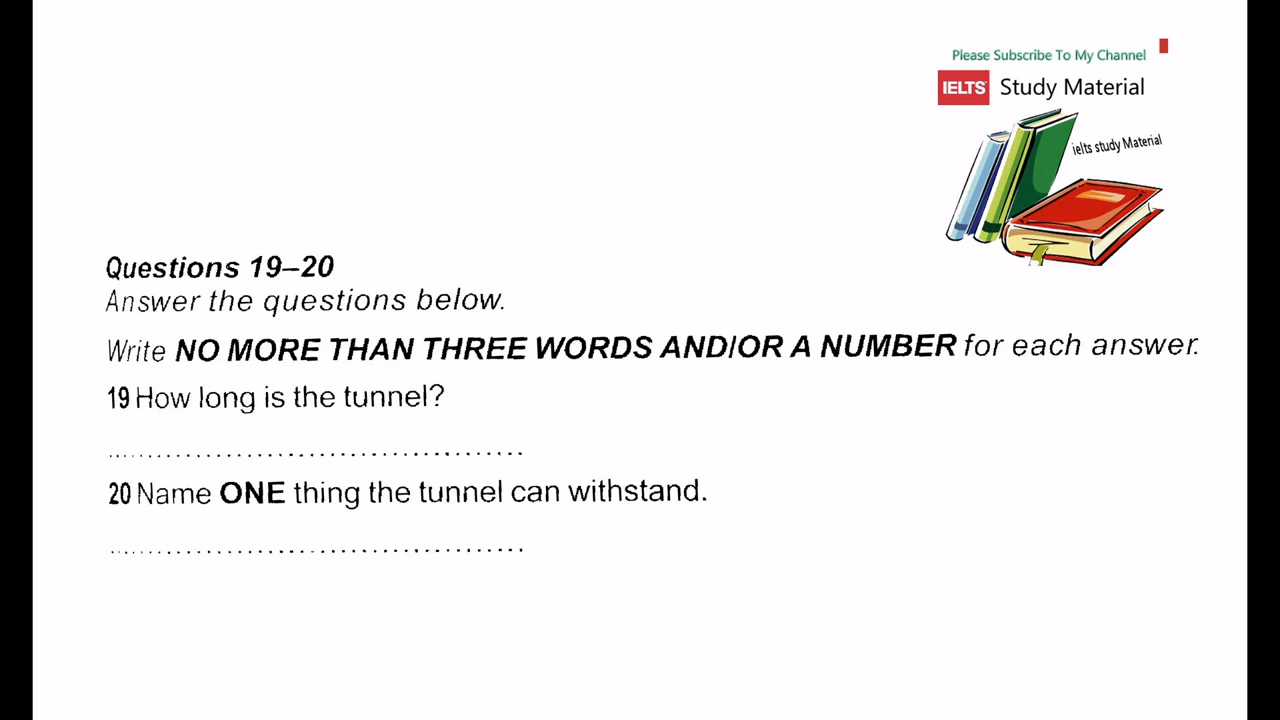 Please Subscribe To My Channel
IELTS Study Material
ielts study Material
Questions 19–20
Answer the questions below.
Write NO MORE THAN THREE WORDS AND/OR A NUMBER for each answer.
19 How long is the tunnel?
................................................
20 Name ONE thing the tunnel can withstand.
................................................